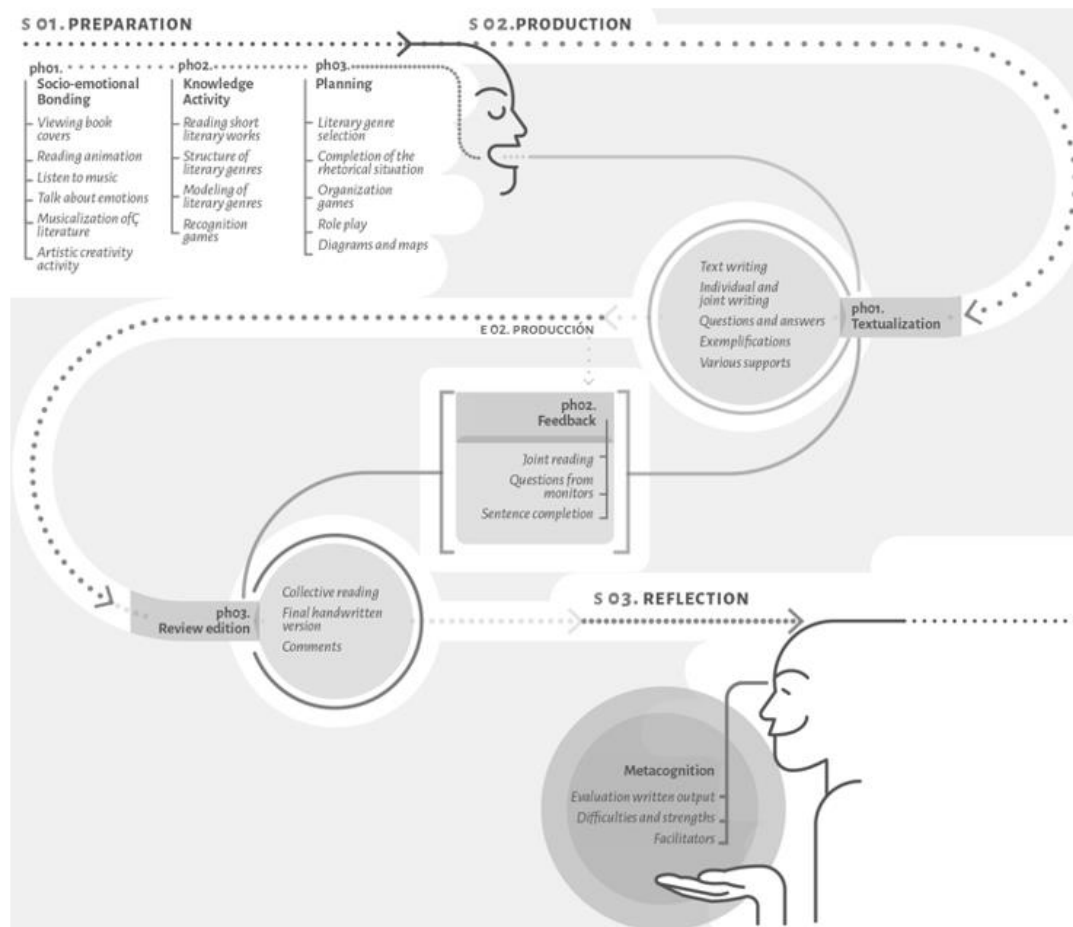 S 01. PREPARATION
S 02. PRODUCTION
ph01.
Socio-emotional
Bonding
Viewing book
covers
Reading animation
Listen to music
Talk about emotions
Musicalization ofÇ
literature
Artistic creativity
activity
ph02.
Knowledge
Activity
Reading short
literary works
Structure of
literary genres
Modeling of
literary genres
Recognition
games
ph03.
Planning
Literary genre
selection
Completion of the
rhetorical situation
Organization
games
Role play
Diagrams and maps
Text writing
Individual and
joint writing
Questions and answers
Exemplifications
Various supports
ph01.
Textualization
E 02. PRODUCCIÓN
ph02.
Feedback
Joint reading
Questions from
monitors
Sentence completion
ph03.
Review edition
Collective reading
Final handwritten
version
Comments
S 03. REFLECTION
Metacognition
Evaluation written output
Difficulties and strengths
Facilitators